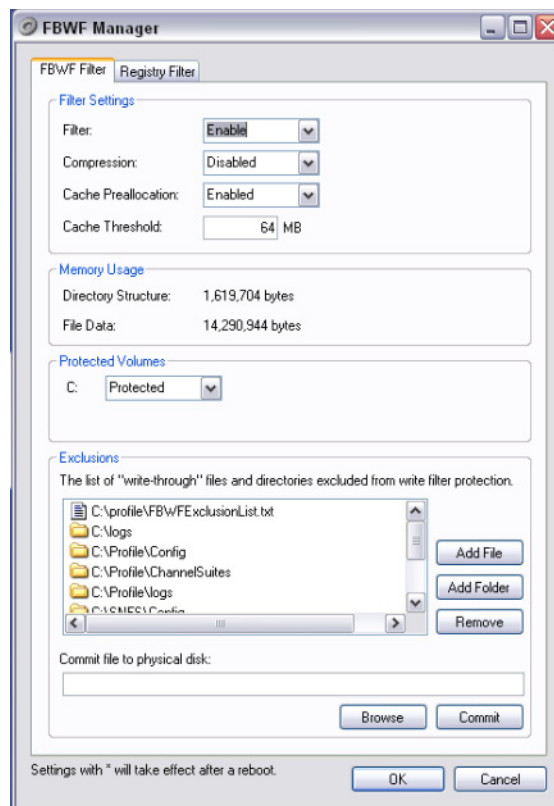 FBWF Manager
FBWF Filter Registry Filter
Filter Settings
Filter: Enable
Compression: Disabled
Cache Preallocation: Enabled
Cache Threshold: 64 MB
Memory Usage
Directory Structure: 1,619,704 bytes
File Data: 14,290,944 bytes
Protected Volumes
C: Protected
Exclusions
The list of "write-through" files and directories excluded from write filter protection.
C:\profile\FBWFExclusionList.txt
C:\logs
C:\Profile\Config
C:\Profile\ChannelSuites
C:\Profile\logs
C:\SNFS\Config
Add File
Add Folder
Remove
Commit file to physical disk:
Browse Commit
Settings with * will take effect after a reboot.
OK Cancel